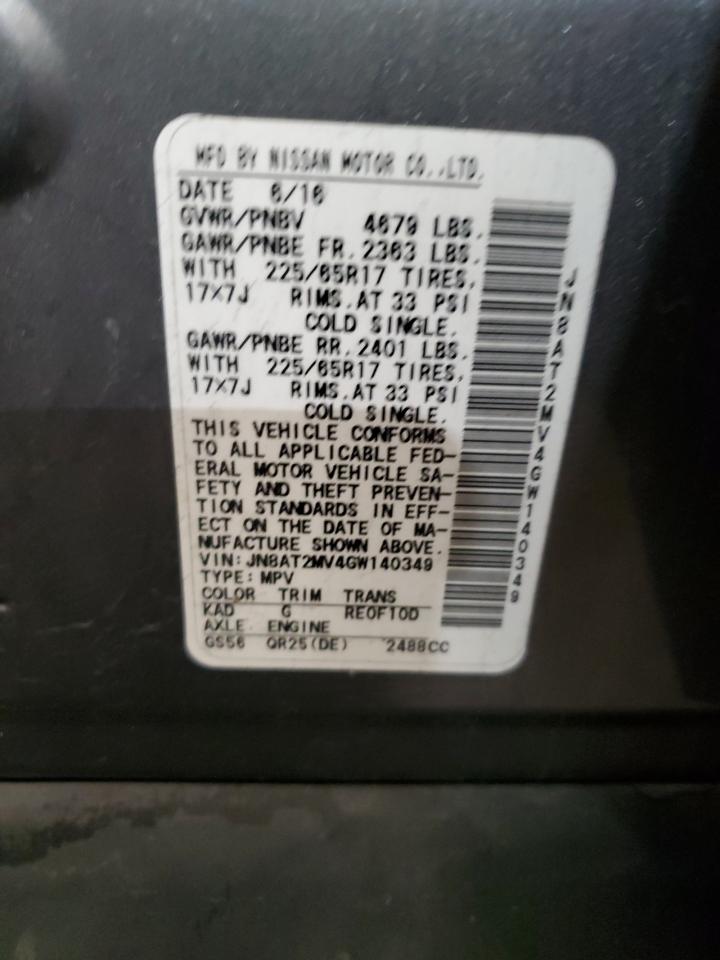 MFD BY NISSAN MOTOR CO.,LTD.
DATE 6/16
GVWR/PNBV 4679 LBS.
GAWR/PNBE FR. 2363 LBS.
WITH 225/65R17 TIRES,
17X7J RIMS.AT 33 PSI
COLD SINGLE.
GAWR/PNBE RR. 2401 LBS.
WITH 225/65R17 TIRES,
17X7J RIMS.AT 33 PSI
COLD SINGLE.
THIS VEHICLE CONFORMS
TO ALL APPLICABLE FED-
ERAL MOTOR VEHICLE SA-
FETY AND THEFT PREVEN-
TION STANDARDS IN EFF-
ECT ON THE DATE OF MA-
NUFACTURE SHOWN ABOVE.
VIN: JN8AT2MV4GW140349
TYPE: MPV
COLOR TRIM TRANS
KAD G RE0F10D
AXLE ENGINE
GS56 QR25(DE) 2488CC
JN8AT2MV4GW140349